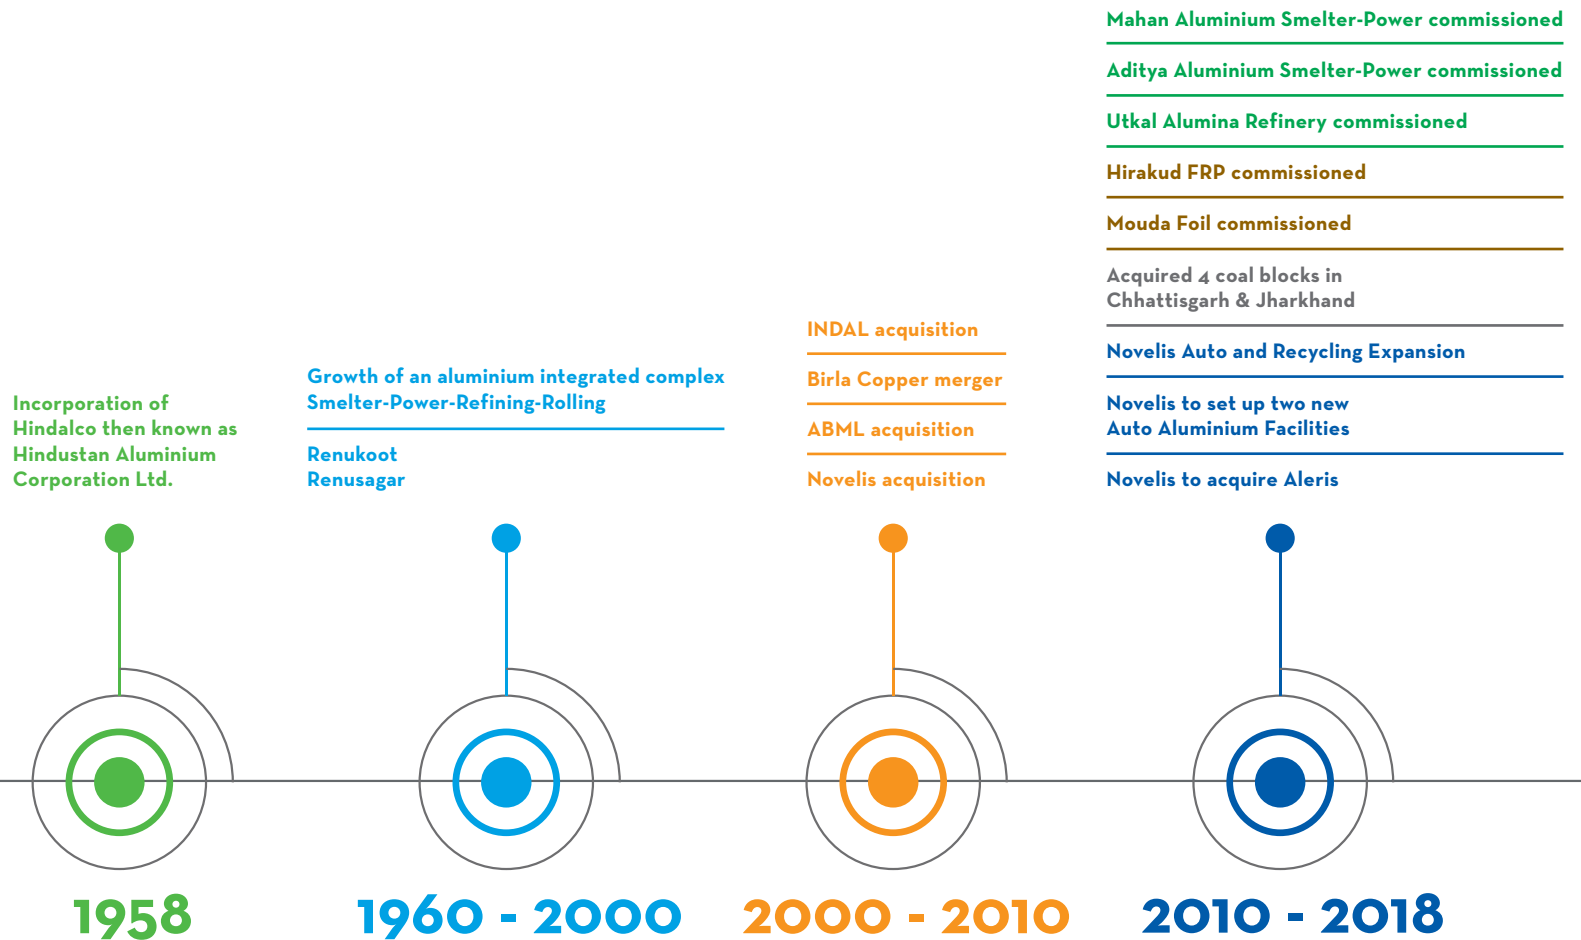 Incorporation of
Hindalco then known as
Hindustan Aluminium
Corporation Ltd.
1958
Growth of an aluminium integrated complex
Smelter-Power-Refining-Rolling
Renukoot
Renusagar
1960 - 2000
INDAL acquisition
Birla Copper merger
ABML acquisition
Novelis acquisition
2000 - 2010
Mahan Aluminium Smelter-Power commissioned
Aditya Aluminium Smelter-Power commissioned
Utkal Alumina Refinery commissioned
Hirakud FRP commissioned
Mouda Foil commissioned
Acquired 4 coal blocks in
Chhattisgarh & Jharkhand
Novelis Auto and Recycling Expansion
Novelis to set up two new
Auto Aluminium Facilities
Novelis to acquire Aleris
2010 - 2018